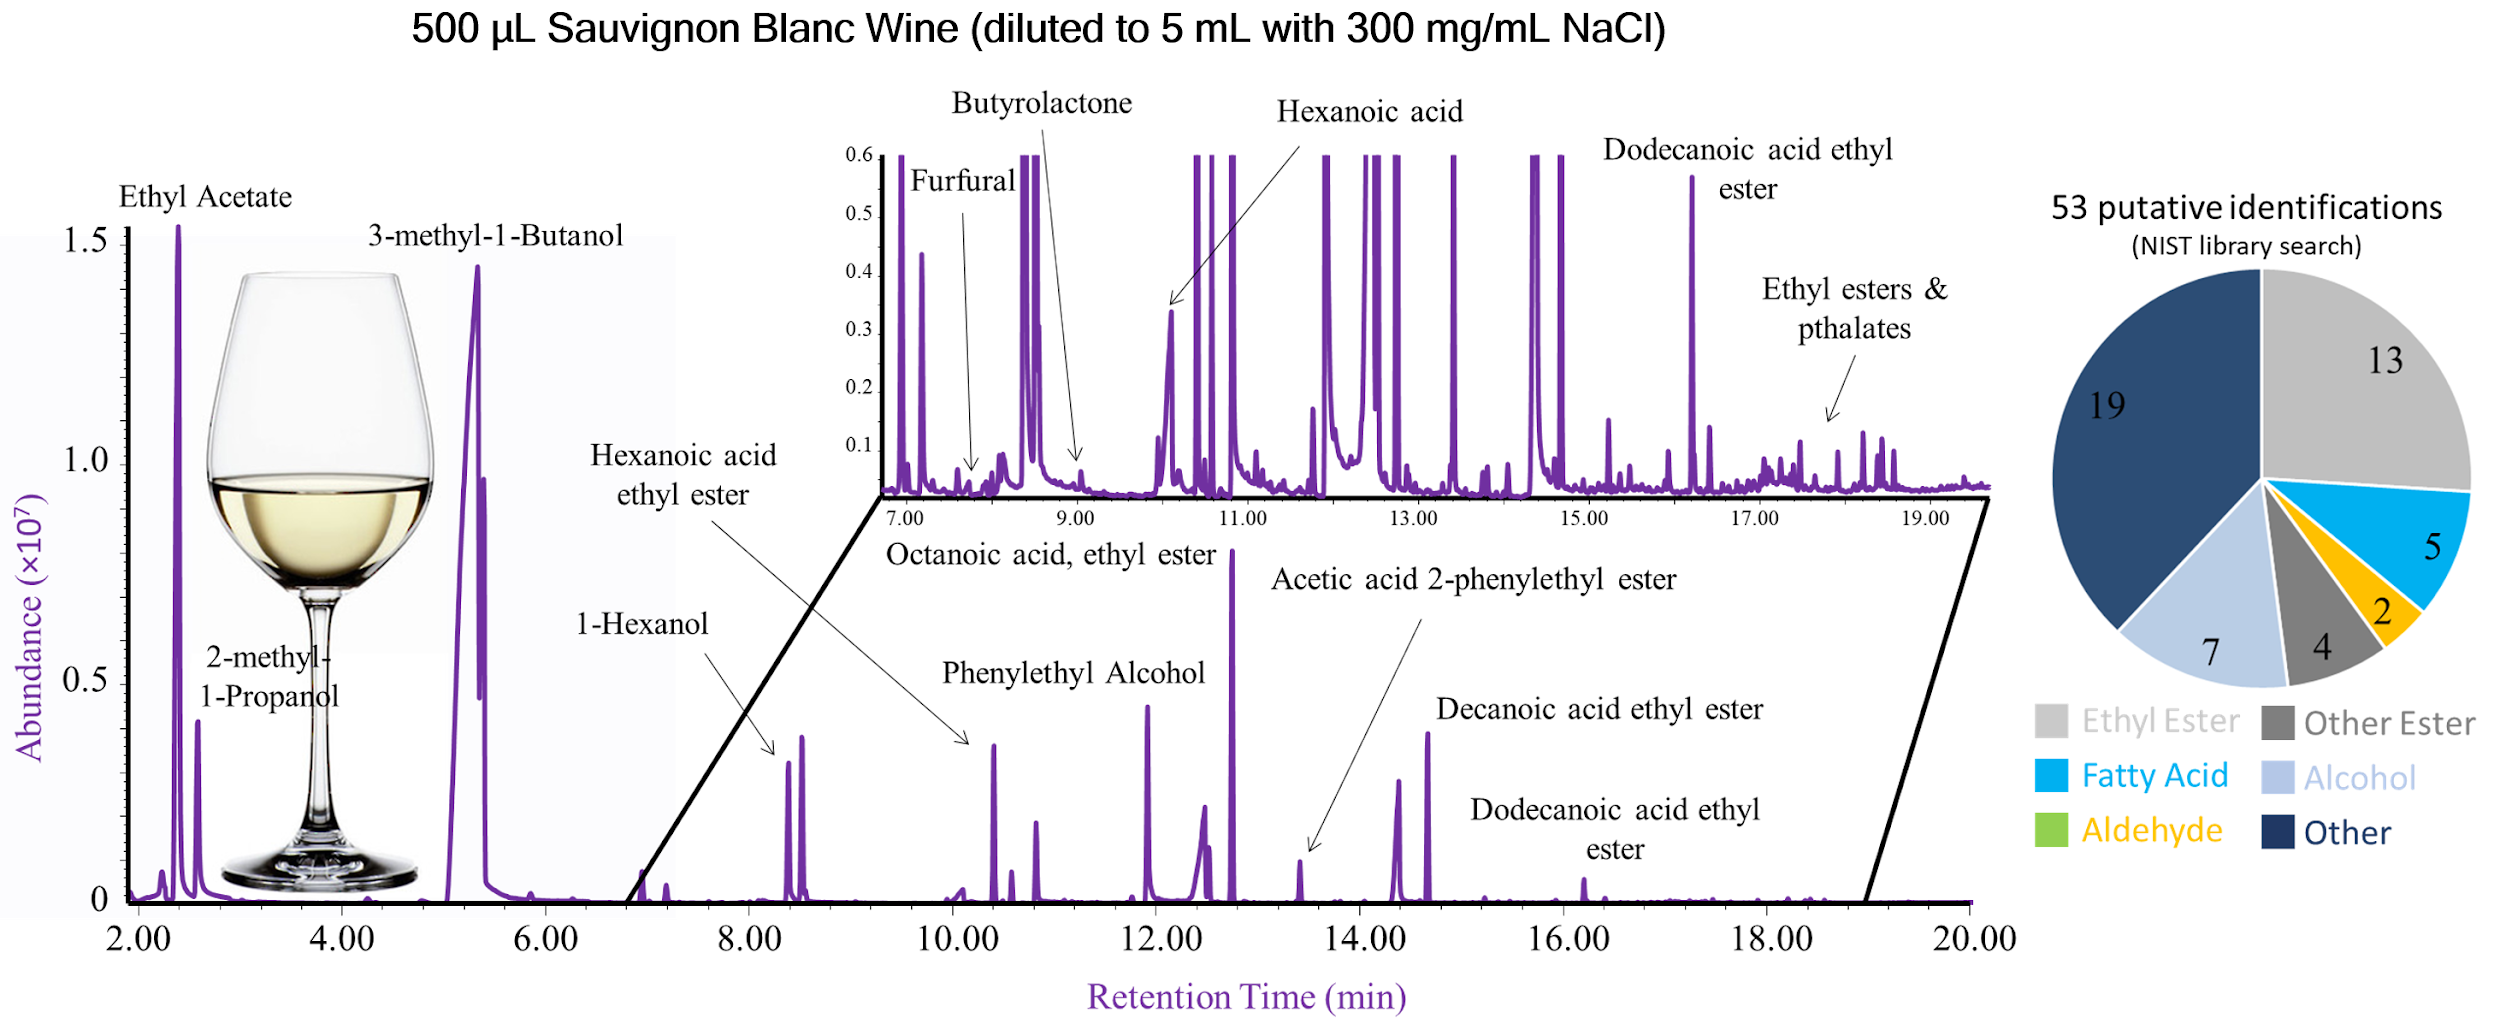 500 µL Sauvignon Blanc Wine (diluted to 5 mL with 300 mg/mL NaCl)
Butyrolactone
Hexanoic acid
Furfural
Dodecanoic acid ethyl
ester
Ethyl esters &
pthalates
0.6
0.5
0.4
0.3
0.2
0.1
7.00 9.00 11.00 13.00 15.00 17.00 19.00
Ethyl Acetate
3-methyl-1-Butanol
2-methyl-
1-Propanol
Hexanoic acid
ethyl ester
1-Hexanol
Octanoic acid, ethyl ester
Phenylethyl Alcohol
Acetic acid 2-phenylethyl ester
Decanoic acid ethyl ester
Dodecanoic acid ethyl
ester
Abundance (×10⁷)
1.5
1.0
0.5
0
2.00 4.00 6.00 8.00 10.00 12.00 14.00 16.00 18.00 20.00
Retention Time (min)
53 putative identifications
(NIST library search)
13
19
5
2
4
7
Ethyl Ester Other Ester
Fatty Acid Alcohol
Aldehyde Other